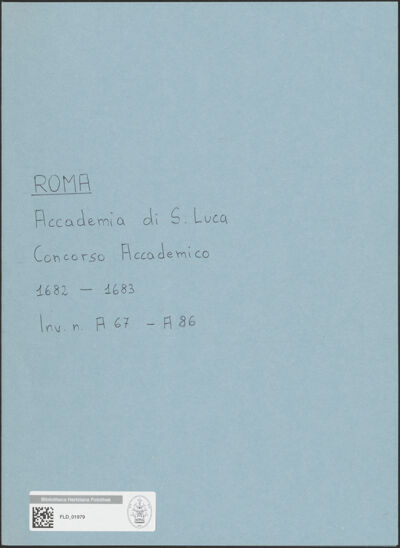 ROMA
Accademia di S. Luca
Concorso Accademico
1682 — 1683
Inv. n. A 67 — A 86
Bibliotheca Hertziana Fotothek
FLD_01979